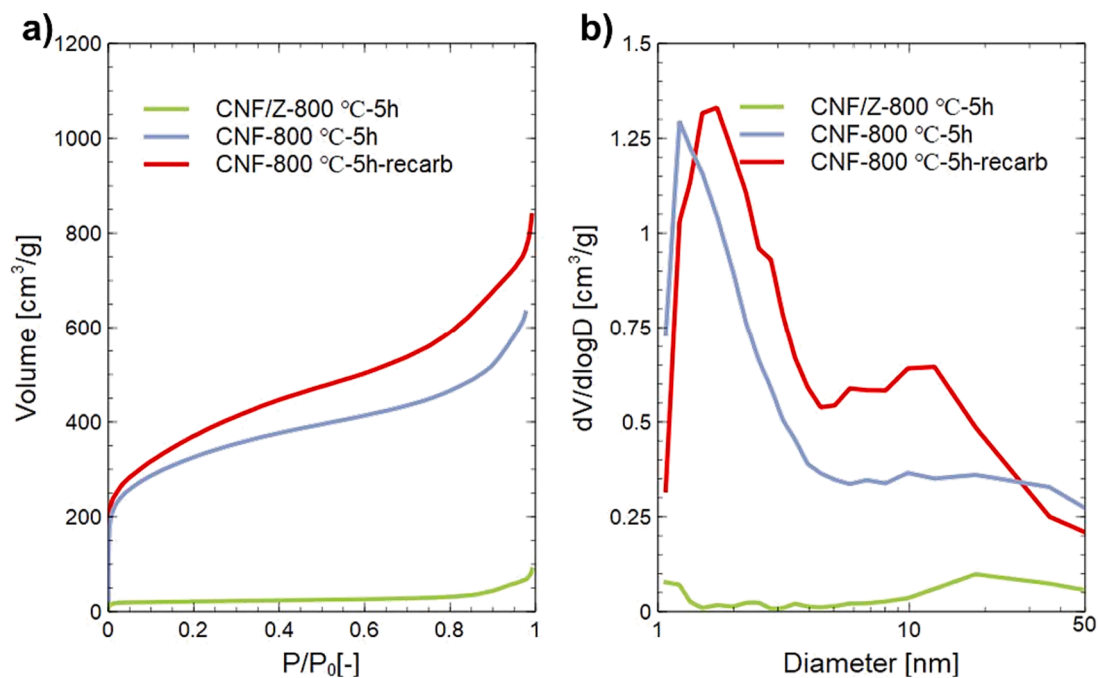 a)
1200
1000
800
600
400
200
0
Volume [cm³/g]
CNF/Z-800 ℃-5h
CNF-800 ℃-5h
CNF-800 ℃-5h-recarb
0
0.2
0.4
0.6
0.8
1
P/P₀[-]
b)
1.5
1.25
1
0.75
0.5
0.25
0
dV/dlogD [cm³/g]
CNF/Z-800 ℃-5h
CNF-800 ℃-5h
CNF-800 ℃-5h-recarb
1
10
50
Diameter [nm]